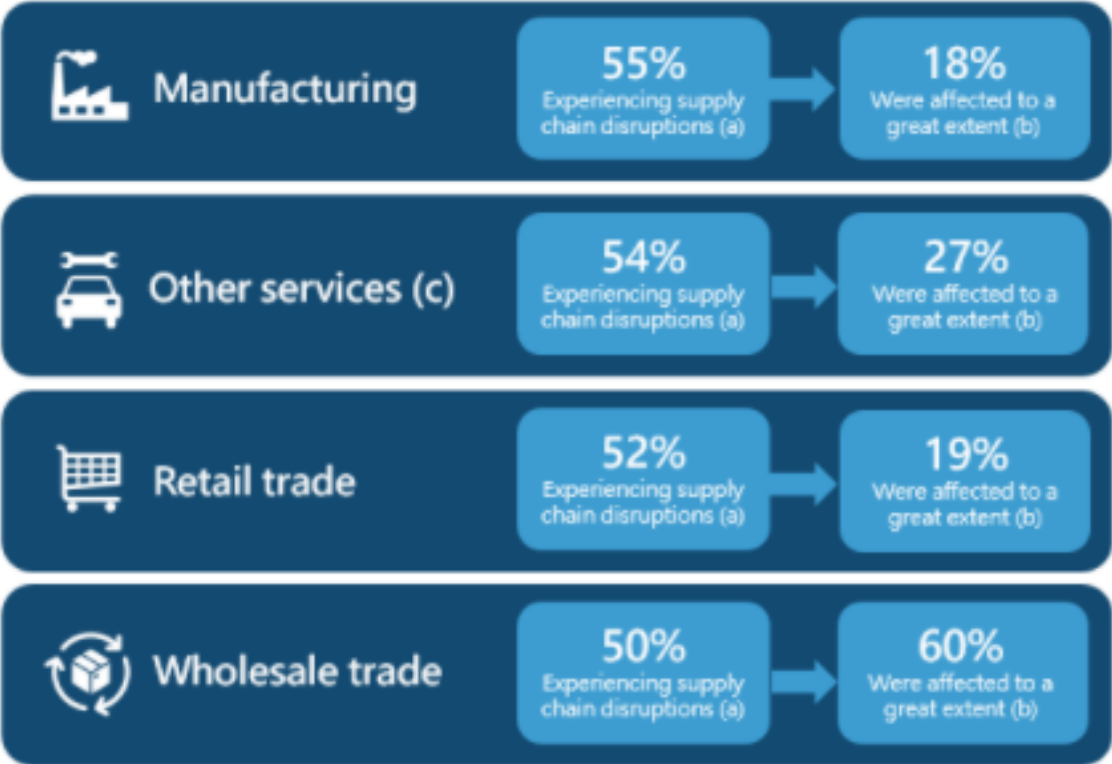 Manufacturing
55%
Experiencing supply
chain disruptions (a)
18%
Were affected to a
great extent (b)
Other services (c)
54%
Experiencing supply
chain disruptions (a)
27%
Were affected to a
great extent (b)
Retail trade
52%
Experiencing supply
chain disruptions (a)
19%
Were affected to a
great extent (b)
Wholesale trade
50%
Experiencing supply
chain disruptions (a)
60%
Were affected to a
great extent (b)